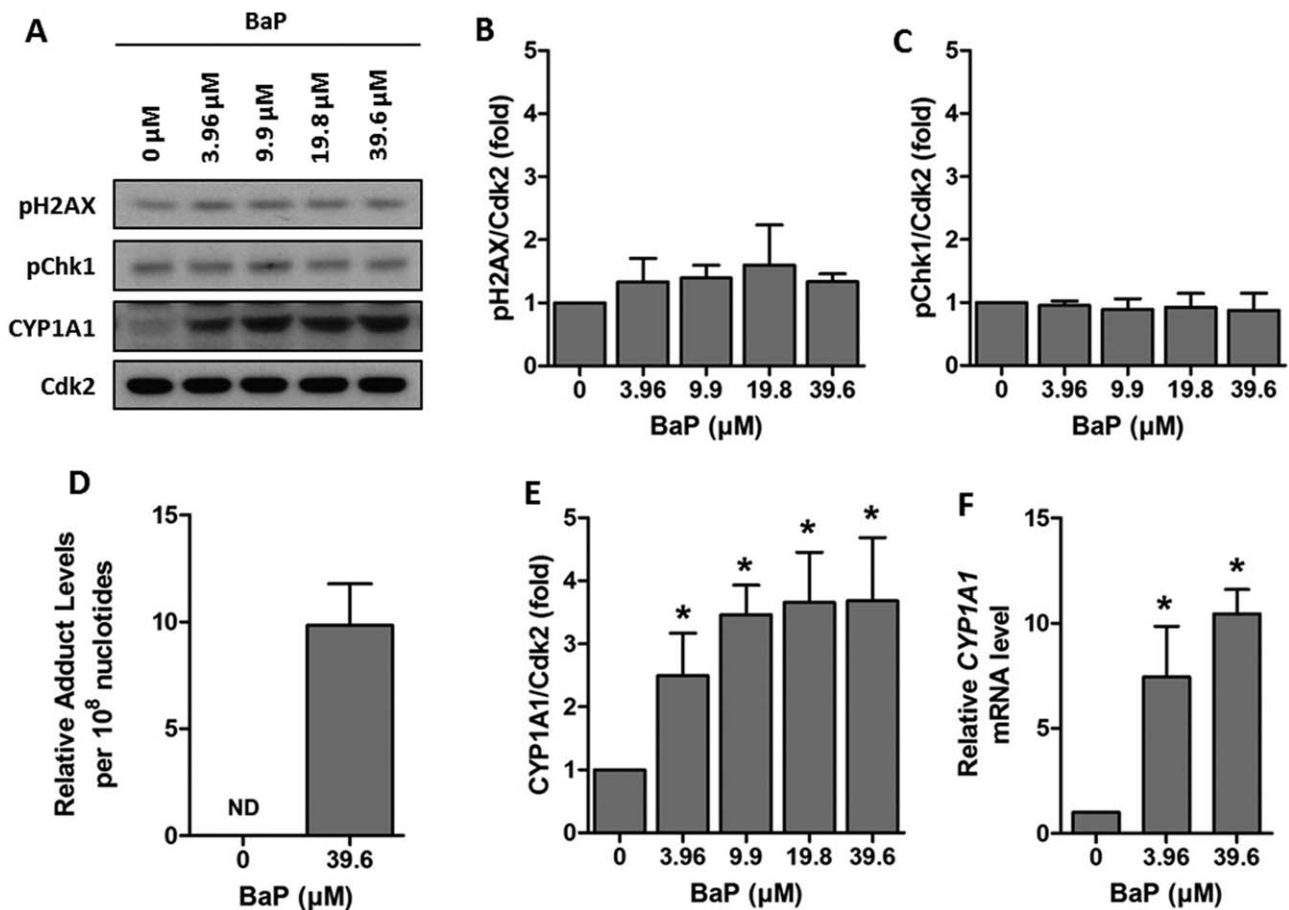 A
BaP
0 µM
3.96 µM
9.9 µM
19.8 µM
39.6 µM
pH2AX
pChk1
CYP1A1
Cdk2
B
pH2AX/Cdk2 (fold)
5
4
3
2
1
0
0 3.96 9.9 19.8 39.6
BaP (µM)
C
pChk1/Cdk2 (fold)
5
4
3
2
1
0
0 3.96 9.9 19.8 39.6
BaP (µM)
D
Relative Adduct Levels
per 10⁸ nuclotides
15
10
5
0
ND
0 39.6
BaP (µM)
E
CYP1A1/Cdk2 (fold)
5
4
3
2
1
0
* * * *
0 3.96 9.9 19.8 39.6
BaP (µM)
F
Relative CYP1A1
mRNA level
15
10
5
0
* *
0 3.96 39.6
BaP (µM)